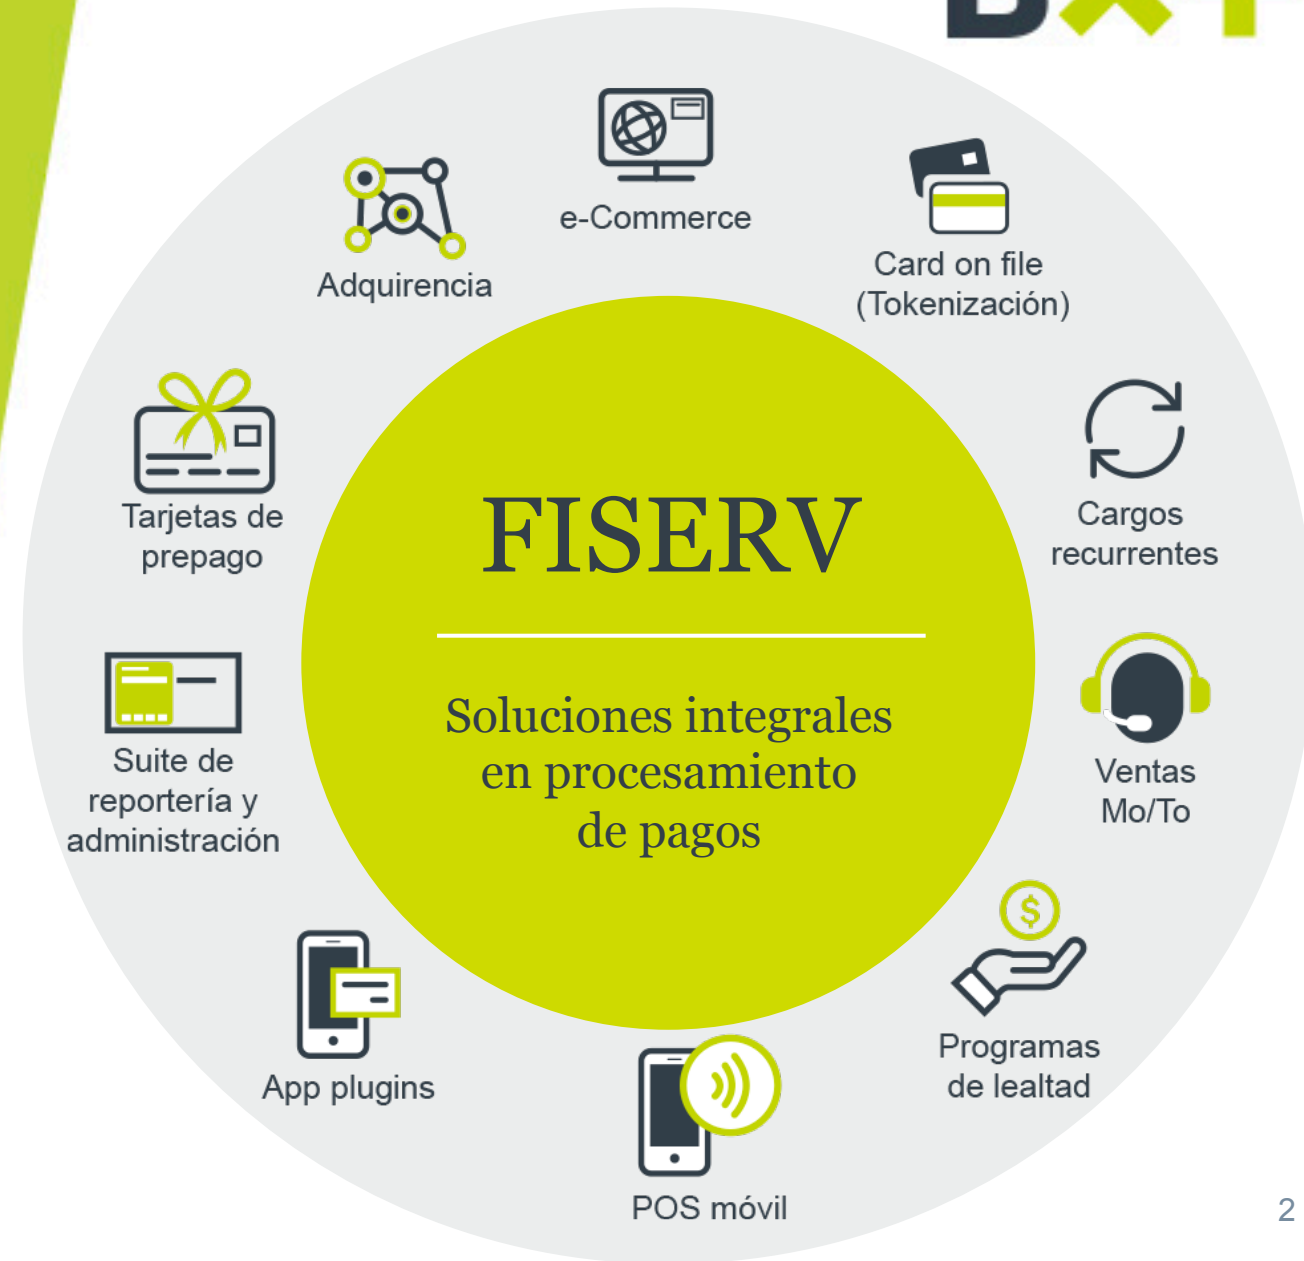 e-Commerce
Card on file
(Tokenización)
Adquirencia
Cargos
recurrentes
Tarjetas de
prepago
FISERV
Soluciones integrales
en procesamiento
de pagos
Ventas
Mo/To
Suite de
reportería y
administración
$
Programas
de lealtad
App plugins
POS móvil
2